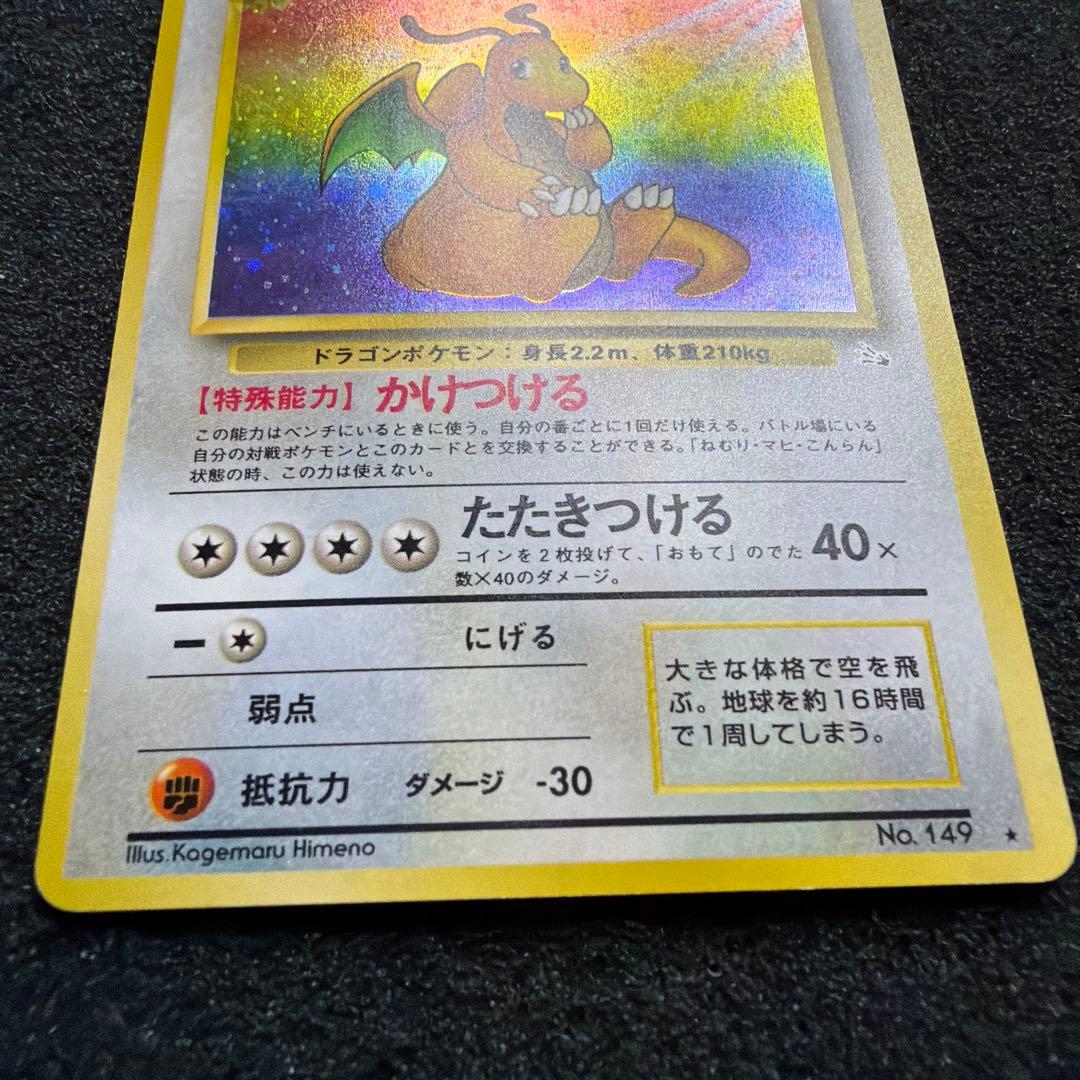 ドラゴンポケモン：身長2.2m、体重210kg
【特殊能力】かけつける
この能力はベンチにいるときに使う。自分の番ごとに1回だけ使える。バトル場にいる
自分の対戦ポケモンとこのカードとを交換することができる。「ねむり・マヒ・こんらん」
状態の時、この力は使えない。
たたきつける 40×
コインを2枚投げて、「おもて」のでた
数×40のダメージ。
にげる
弱点
抵抗力 ダメージ -30
大きな体格で空を飛
ぶ。地球を約16時間
で1周してしまう。
Illus.Kagemaru Himeno
No. 149 ★